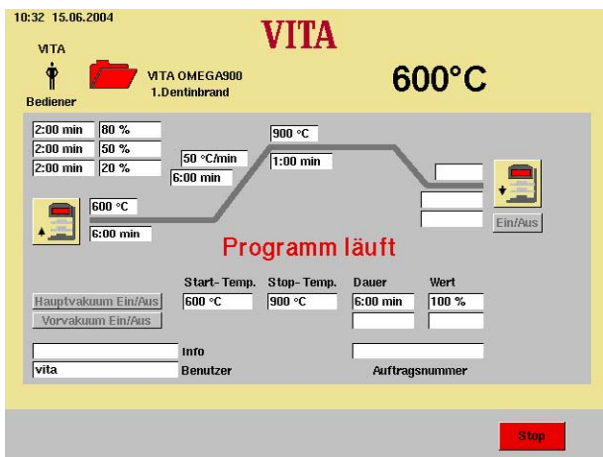 10:32 15.06.2004
VITA
VITA
Bediener
VITA OMEGA900
1.Dentinbrand
600°C
2:00 min 80 %
2:00 min 50 %
2:00 min 20 %
50 °C/min
6:00 min
900 °C
1:00 min
600 °C
6:00 min
Ein/Aus
Programm läuft
Start-Temp. Stop-Temp. Dauer Wert
Hauptvakuum Ein/Aus 600 °C 900 °C 6:00 min 100 %
Vorvakuum Ein/Aus
Info
vita Benutzer Auftragsnummer
Stop